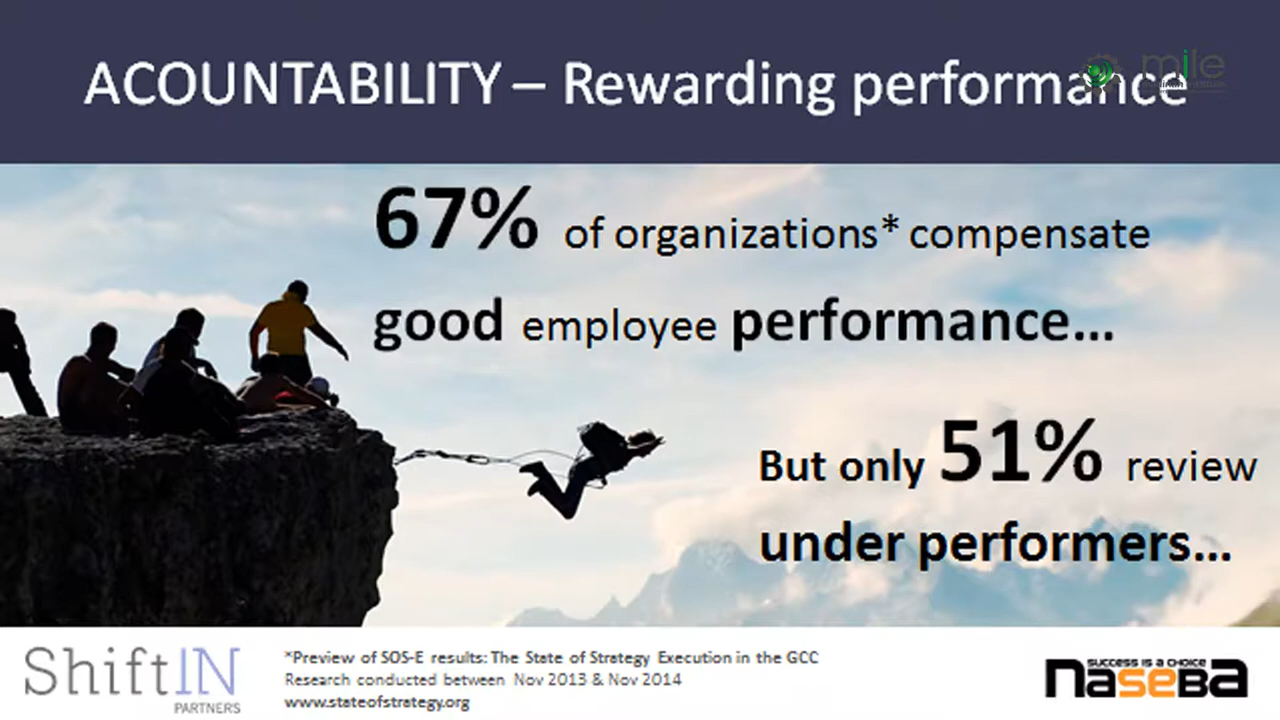 ACOUNTABILITY – Rewarding performance
mile
67% of organizations* compensate
good employee performance...
But only 51% review
under performers...
ShiftIN
PARTNERS
*Preview of SOS-E results: The State of Strategy Execution in the GCC
Research conducted between Nov 2013 & Nov 2014
www.stateofstrategy.org
SUCCESS IS A CHOICE
naseba